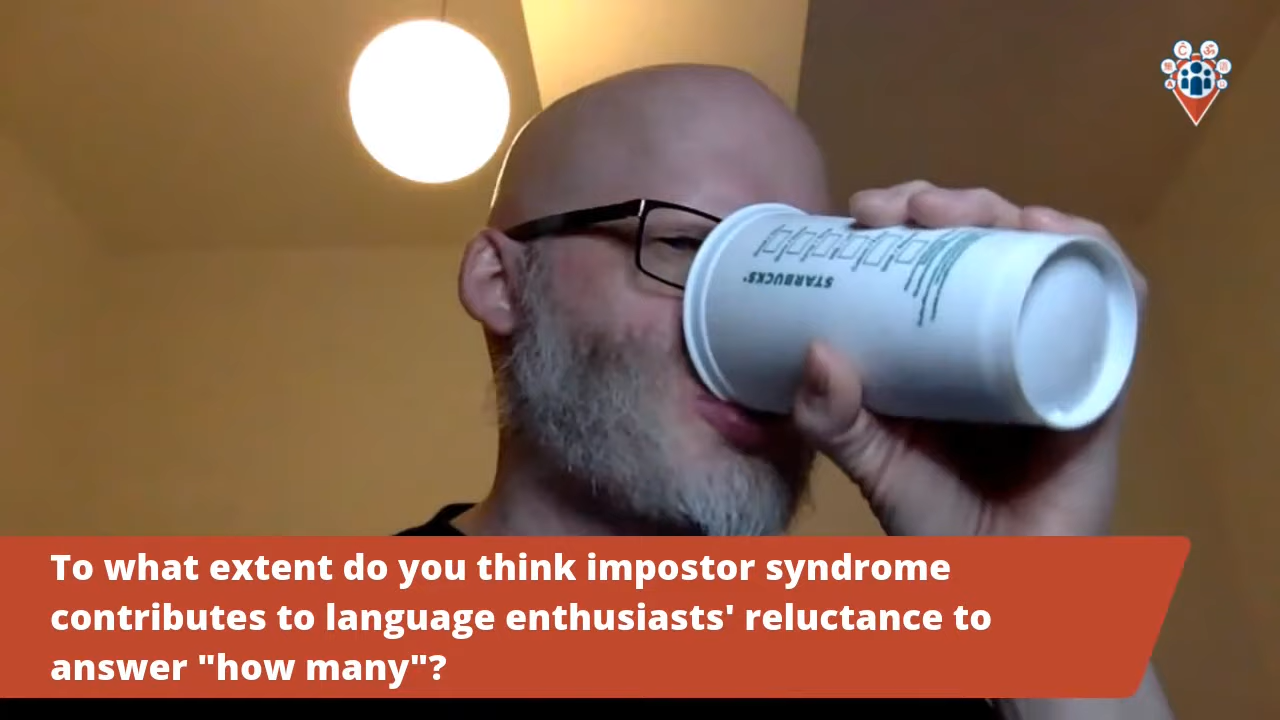 STARBUCKS
To what extent do you think impostor syndrome
contributes to language enthusiasts' reluctance to
answer "how many"?